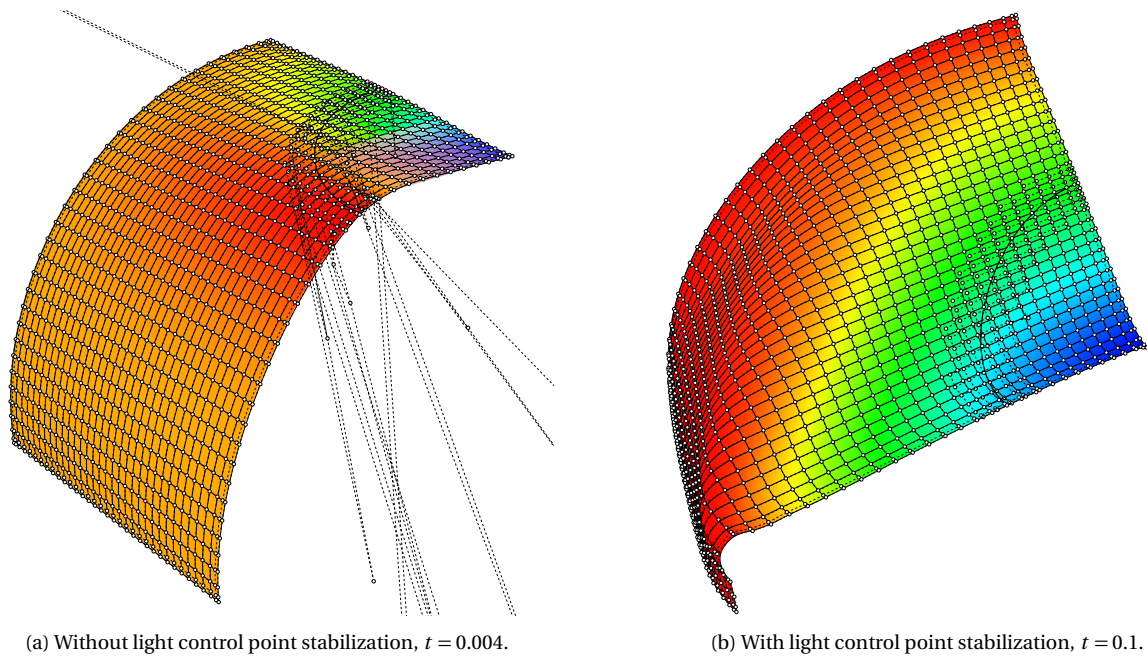 (a) Without light control point stabilization, t = 0.004.
(b) With light control point stabilization, t = 0.1.